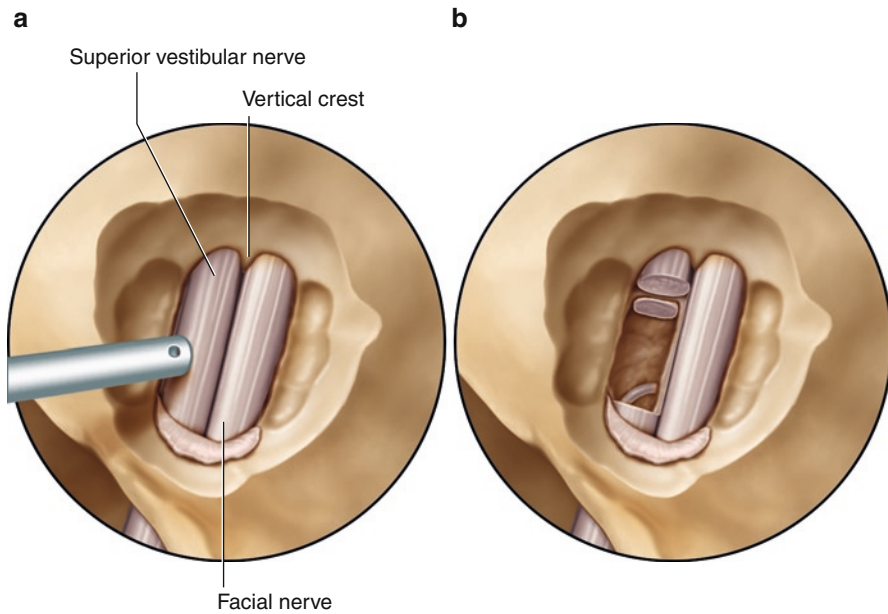 a
b
Superior vestibular nerve
Vertical crest
Facial nerve